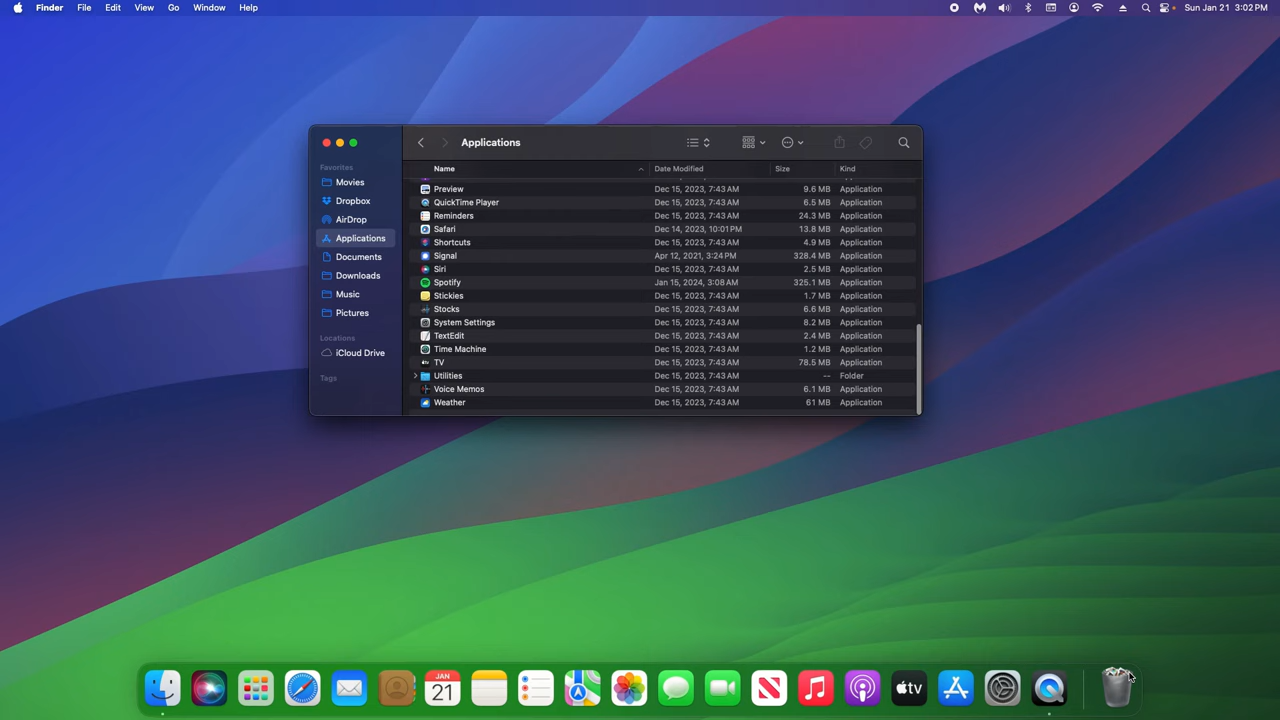 Finder File Edit View Go Window Help Sun Jan 21 3:02 PM
Applications
Name Date Modified Size Kind
Favorites
Movies
Dropbox
AirDrop
Applications
Documents
Downloads
Music
Pictures
Locations
iCloud Drive
Tags
Preview Dec 15, 2023, 7:43 AM 9.6 MB Application
QuickTime Player Dec 15, 2023, 7:43 AM 6.5 MB Application
Reminders Dec 15, 2023, 7:43 AM 24.3 MB Application
Safari Dec 14, 2023, 10:01 PM 13.8 MB Application
Shortcuts Dec 15, 2023, 7:43 AM 4.9 MB Application
Signal Apr 12, 2021, 3:24 PM 328.4 MB Application
Siri Dec 15, 2023, 7:43 AM 2.5 MB Application
Spotify Jan 15, 2024, 3:08 AM 325.1 MB Application
Stickies Dec 15, 2023, 7:43 AM 1.7 MB Application
Stocks Dec 15, 2023, 7:43 AM 6.6 MB Application
System Settings Dec 15, 2023, 7:43 AM 8.2 MB Application
TextEdit Dec 15, 2023, 7:43 AM 2.4 MB Application
Time Machine Dec 15, 2023, 7:43 AM 1.2 MB Application
TV Dec 15, 2023, 7:43 AM 78.5 MB Application
Utilities Dec 15, 2023, 7:43 AM -- Folder
Voice Memos Dec 15, 2023, 7:43 AM 6.1 MB Application
Weather Dec 15, 2023, 7:43 AM 61 MB Application
JAN
21
tv